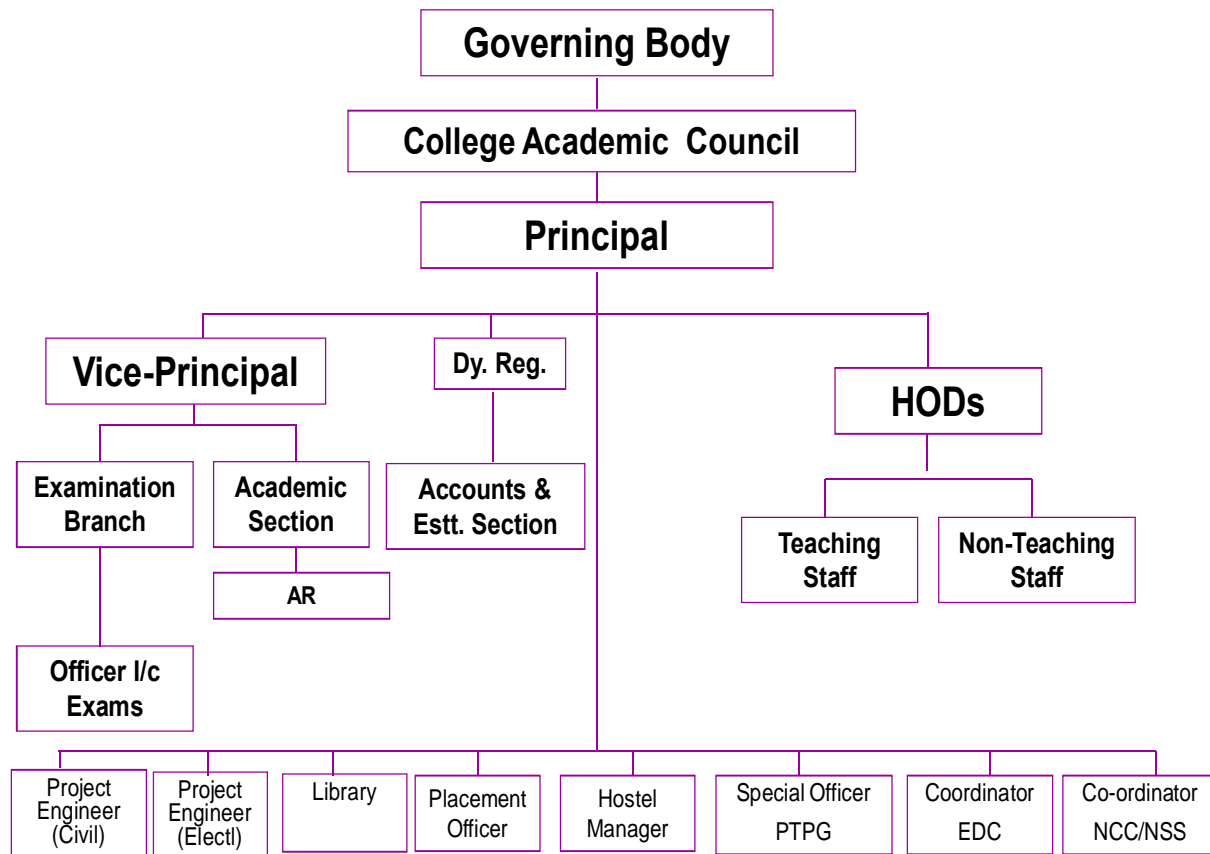 Governing Body
College Academic Council
Principal
Vice-Principal
Dy. Reg.
HODs
Examination
Branch
Academic
Section
Accounts &
Estt. Section
Teaching
Staff
Non-Teaching
Staff
AR
Officer I/c
Exams
Project
Engineer
(Civil)
Project
Engineer
(Electl)
Library
Placement
Officer
Hostel
Manager
Special Officer
PTPG
Coordinator
EDC
Co-ordinator
NCC/NSS